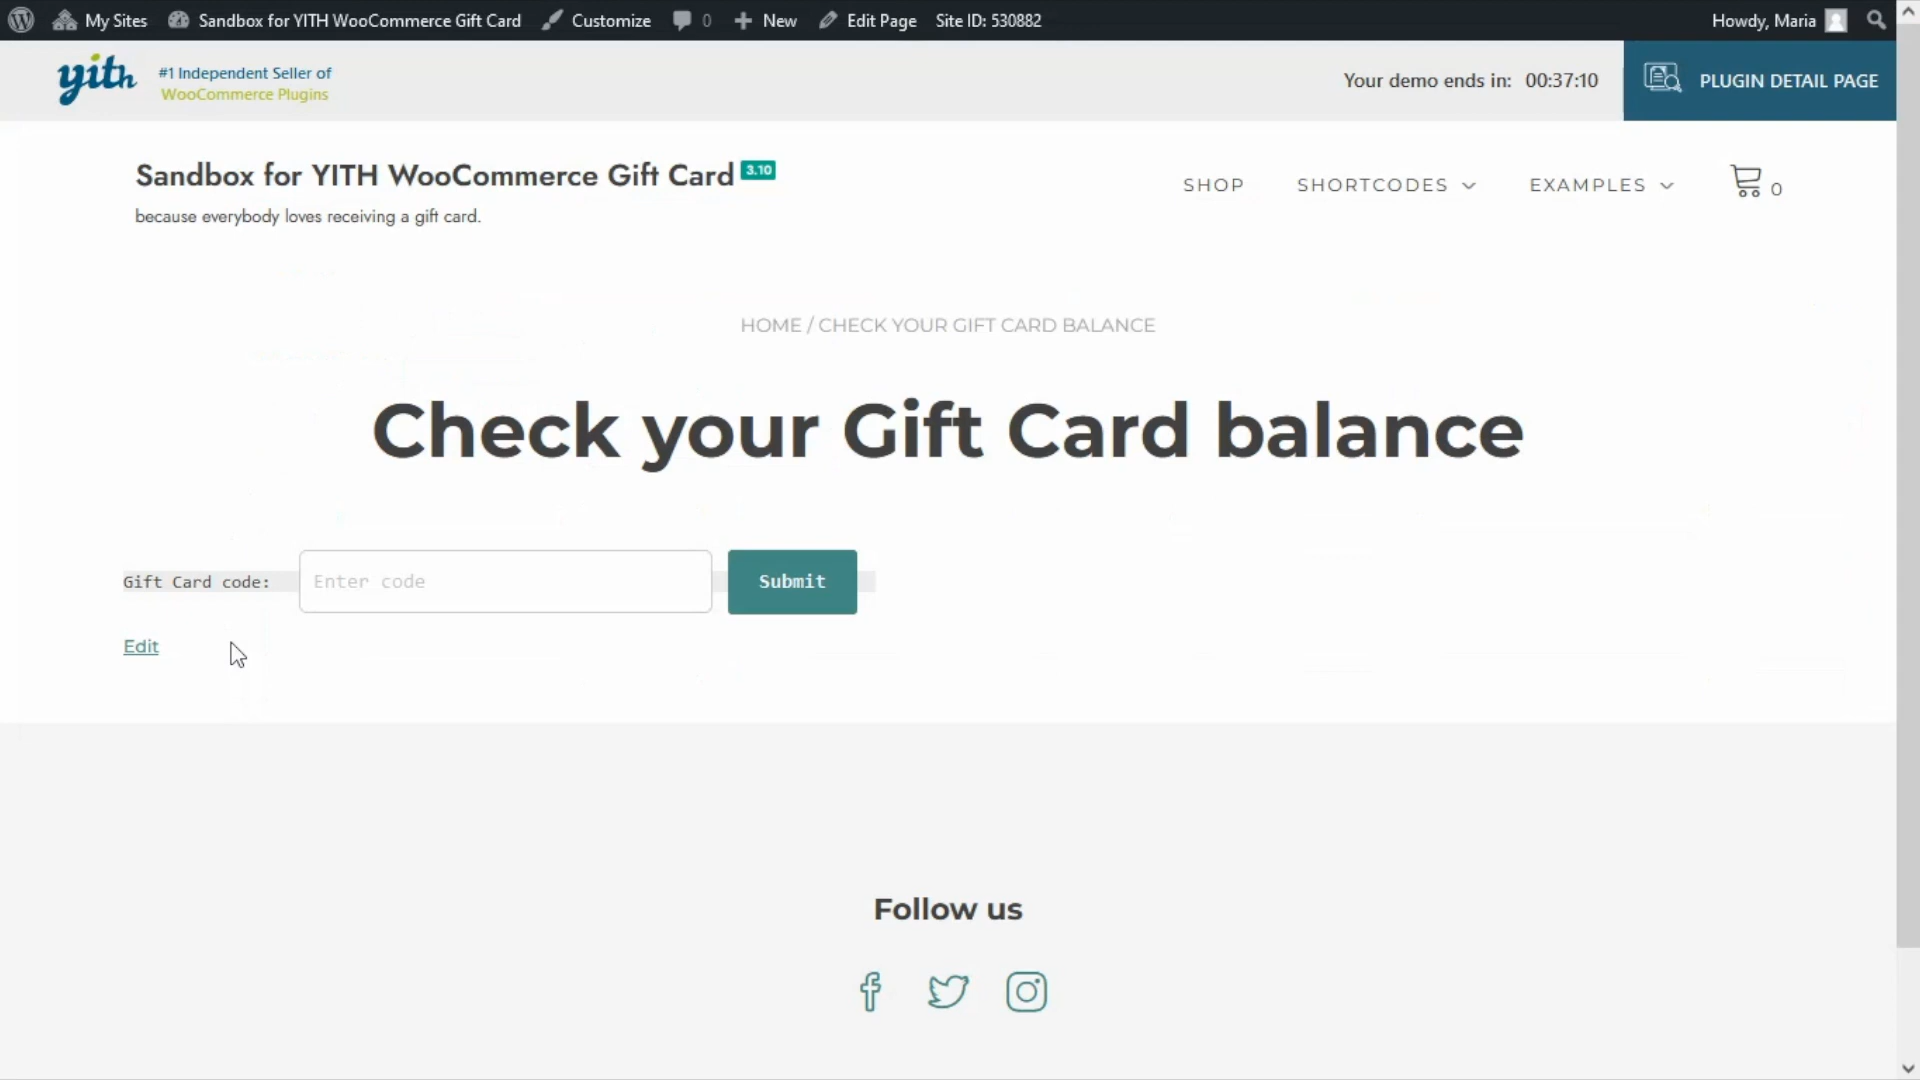 My Sites Sandbox for YITH WooCommerce Gift Card Customize 0 New Edit Page Site ID: 530882 Howdy, Maria
yith #1 Independent Seller of
WooCommerce Plugins
Your demo ends in: 00:37:10 PLUGIN DETAIL PAGE
Sandbox for YITH WooCommerce Gift Card 3.10
because everybody loves receiving a gift card.
SHOP SHORTCODES EXAMPLES 0
HOME / CHECK YOUR GIFT CARD BALANCE
Check your Gift Card balance
Gift Card code: Enter code Submit
Edit
Follow us